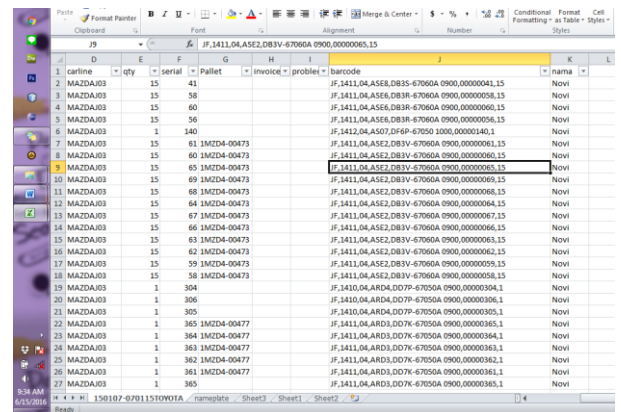 Paste
Format Painter
B I U
A
Merge & Center
$ % ,
Conditional Format Cell
Formatting as Table Styles
Clipboard Font Alignment Number Styles
J9 fx JF,1411,04,ASE2,DB3V-67060A 0900,00000065,15
D E F G H I J K L
1 carline qty serial Pallet invoice problem barcode nama
2 MAZDAJ03 15 41 JF,1411,04,ASE8,DB3S-67060A 0900,00000041,15 Novi
3 MAZDAJ03 15 58 JF,1411,04,ASE6,DB3R-67060A 0900,00000058,15 Novi
4 MAZDAJ03 15 60 JF,1411,04,ASE6,DB3R-67060A 0900,00000060,15 Novi
5 MAZDAJ03 15 56 JF,1411,04,ASE6,DB3R-67060A 0900,00000056,15 Novi
6 MAZDAJ03 1 140 JF,1412,04,AS07,DF6P-67050 1000,00000140,1 Novi
7 MAZDAJ03 15 61 1MZD4-00473 JF,1411,04,ASE2,DB3V-67060A 0900,00000061,15 Novi
8 MAZDAJ03 15 60 1MZD4-00473 JF,1411,04,ASE2,DB3V-67060A 0900,00000060,15 Novi
9 MAZDAJ03 15 65 1MZD4-00473 JF,1411,04,ASE2,DB3V-67060A 0900,00000065,15 Novi
10 MAZDAJ03 15 69 1MZD4-00473 JF,1411,04,ASE2,DB3V-67060A 0900,00000069,15 Novi
11 MAZDAJ03 15 68 1MZD4-00473 JF,1411,04,ASE2,DB3V-67060A 0900,00000068,15 Novi
12 MAZDAJ03 15 64 1MZD4-00473 JF,1411,04,ASE2,DB3V-67060A 0900,00000064,15 Novi
13 MAZDAJ03 15 67 1MZD4-00473 JF,1411,04,ASE2,DB3V-67060A 0900,00000067,15 Novi
14 MAZDAJ03 15 66 1MZD4-00473 JF,1411,04,ASE2,DB3V-67060A 0900,00000066,15 Novi
15 MAZDAJ03 15 63 1MZD4-00473 JF,1411,04,ASE2,DB3V-67060A 0900,00000063,15 Novi
16 MAZDAJ03 15 62 1MZD4-00473 JF,1411,04,ASE2,DB3V-67060A 0900,00000062,15 Novi
17 MAZDAJ03 15 59 1MZD4-00473 JF,1411,04,ASE2,DB3V-67060A 0900,00000059,15 Novi
18 MAZDAJ03 15 58 1MZD4-00473 JF,1411,04,ASE2,DB3V-67060A 0900,00000058,15 Novi
19 MAZDAJ03 1 304 JF,1410,04,ARD4,DD7P-67050A 0900,00000304,1 Novi
20 MAZDAJ03 1 306 JF,1410,04,ARD4,DD7P-67050A 0900,00000306,1 Novi
21 MAZDAJ03 1 305 JF,1410,04,ARD4,DD7P-67050A 0900,00000305,1 Novi
22 MAZDAJ03 1 365 1MZD4-00477 JF,1411,04,ARD3,DD7K-67050A 0900,00000365,1 Novi
23 MAZDAJ03 1 364 1MZD4-00477 JF,1411,04,ARD3,DD7K-67050A 0900,00000364,1 Novi
24 MAZDAJ03 1 363 1MZD4-00477 JF,1411,04,ARD3,DD7K-67050A 0900,00000363,1 Novi
25 MAZDAJ03 1 362 1MZD4-00477 JF,1411,04,ARD3,DD7K-67050A 0900,00000362,1 Novi
26 MAZDAJ03 1 361 1MZD4-00477 JF,1411,04,ARD3,DD7K-67050A 0900,00000361,1 Novi
27 MAZDAJ03 1 365 JF,1411,04,ARD3,DD7K-67050A 0900,00000365,1 Novi
150107-070115TOYOTA nameplate Sheet3 Sheet1 Sheet2
Ready
9:34 AM
6/15/2016